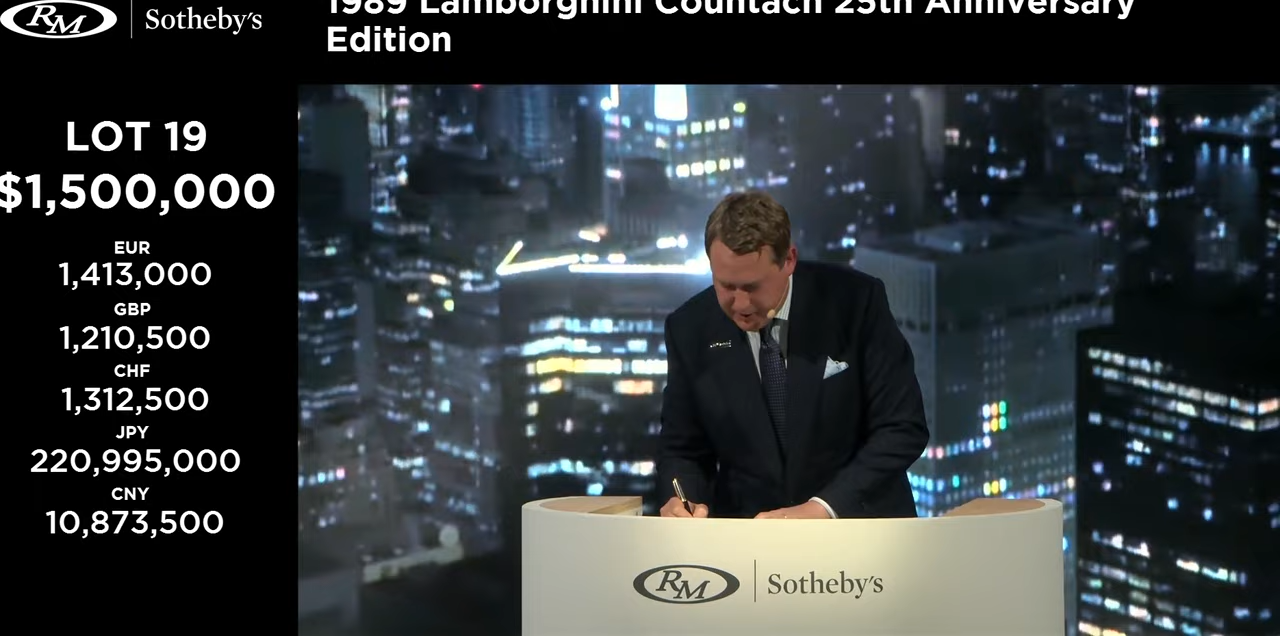 RM Sotheby's
1989 Lamborghini Countach 25th Anniversary
Edition
LOT 19
$1,500,000
EUR
1,413,000
GBP
1,210,500
CHF
1,312,500
JPY
220,995,000
CNY
10,873,500
RM Sotheby's